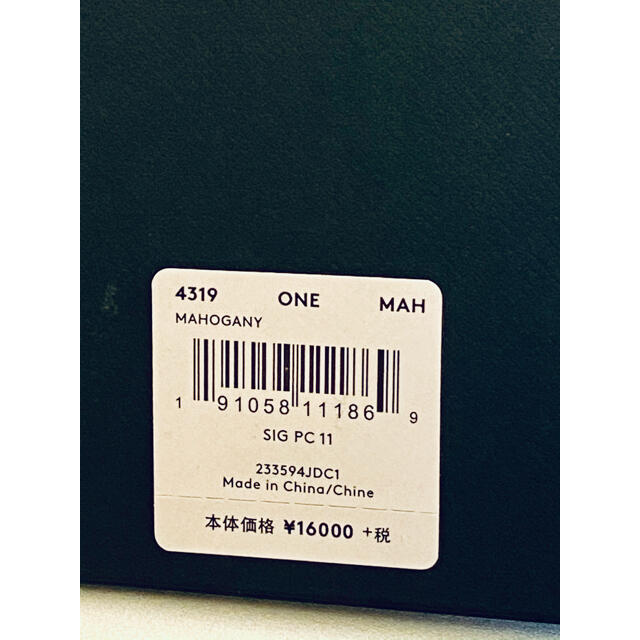 4319 ONE MAH
MAHOGANY
1 91058 11186 9
SIG PC 11
233594JDC1
Made in China/Chine
本体価格 ¥16000 +税